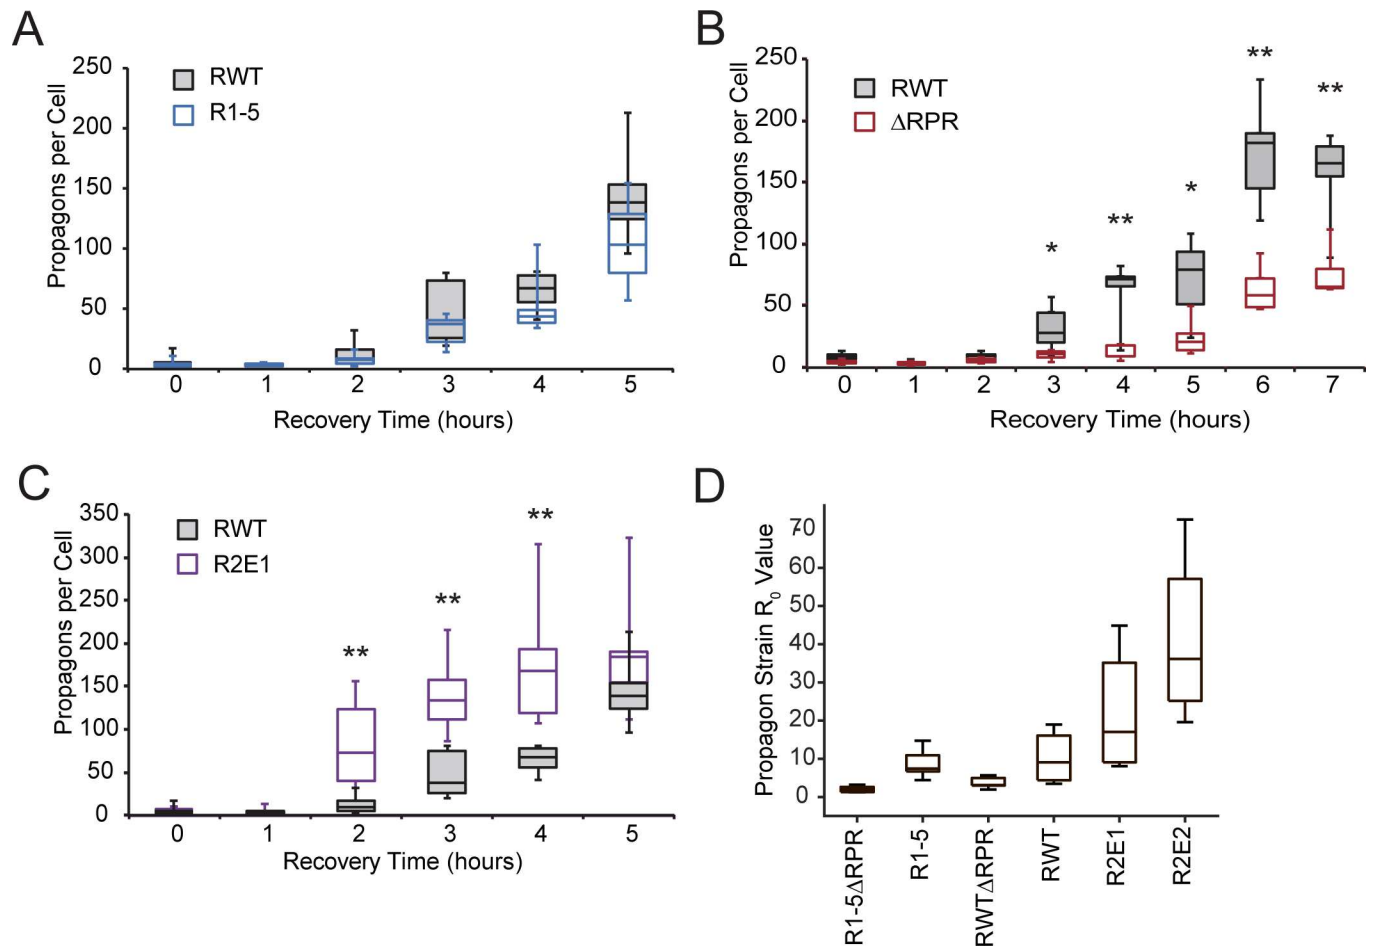 A
RWT
R1-5
Propagons per Cell
250
200
150
100
50
0
0 1 2 3 4 5
Recovery Time (hours)
B
RWT
ΔRPR
Propagons per Cell
250
200
150
100
50
0
* ** * ** **
0 1 2 3 4 5 6 7
Recovery Time (hours)
C
RWT
R2E1
Propagons per Cell
350
300
250
200
150
100
50
0
** ** **
0 1 2 3 4 5
Recovery Time (hours)
D
Propagon Strain R₀ Value
70
60
50
40
30
20
10
0
R1-5ΔRPR
R1-5
RWTΔRPR
RWT
R2E1
R2E2